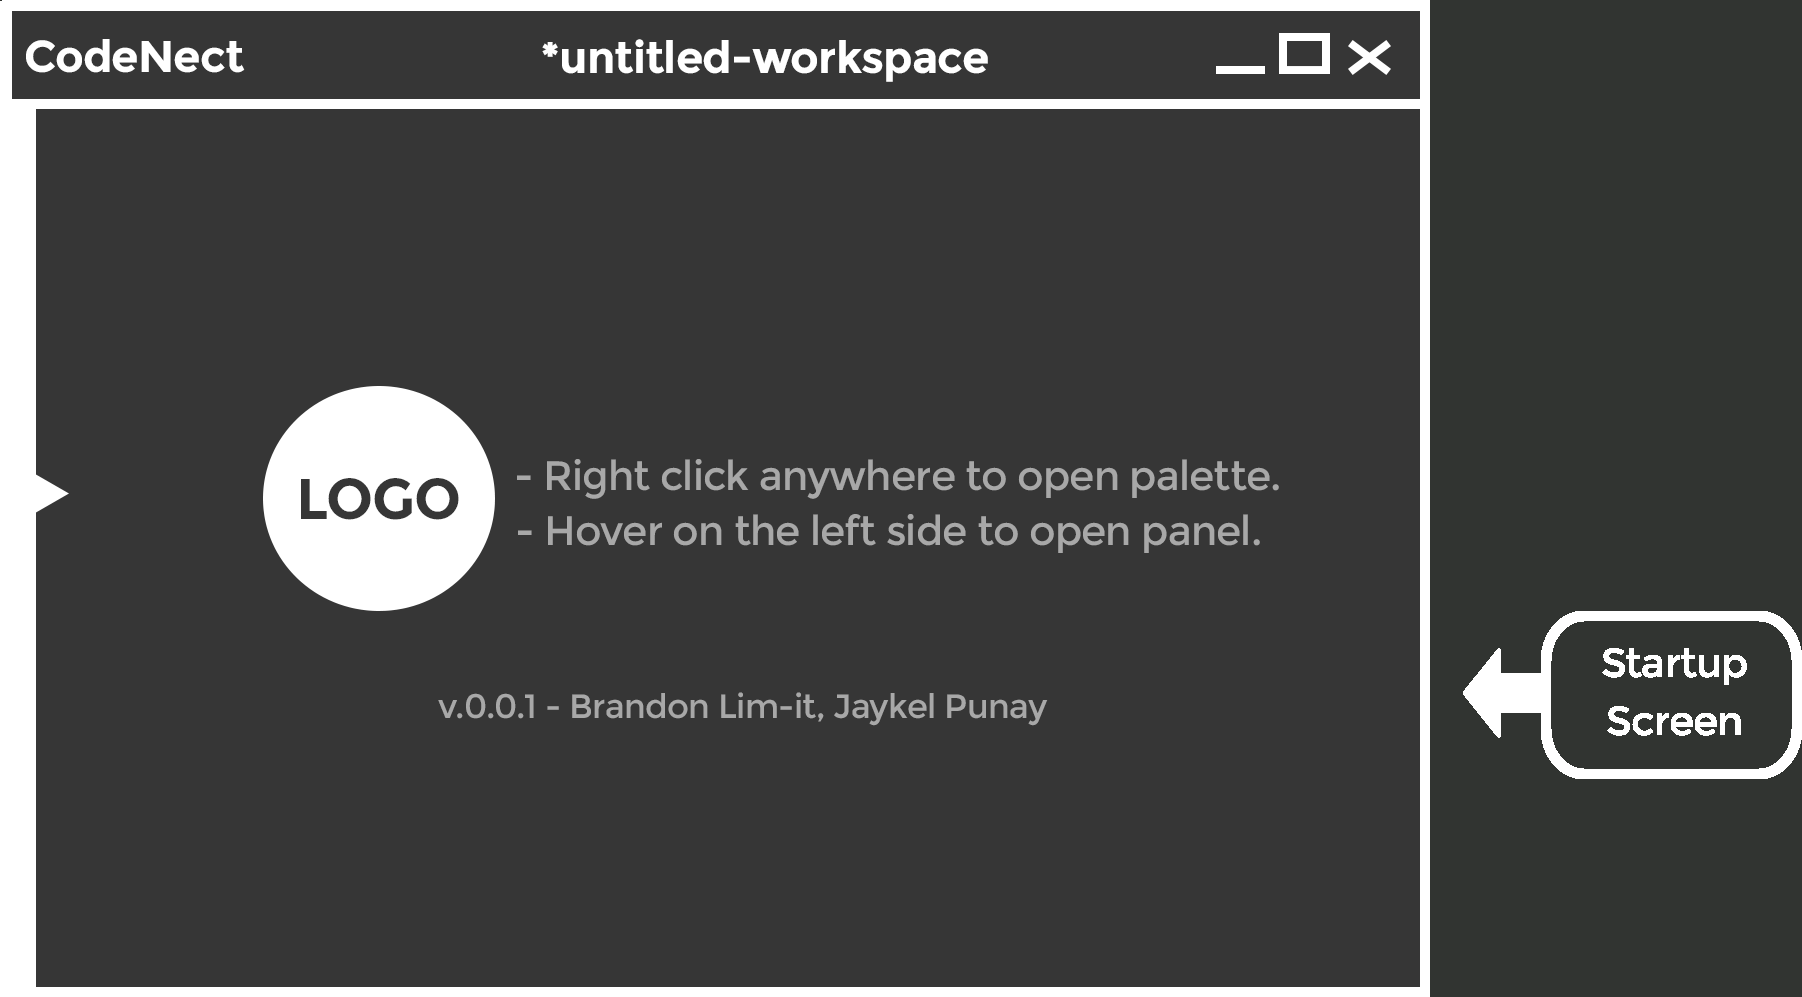 CodeNect
*untitled-workspace
LOGO
- Right click anywhere to open palette.
- Hover on the left side to open panel.
v.0.0.1 - Brandon Lim-it, Jaykel Punay
Startup
Screen